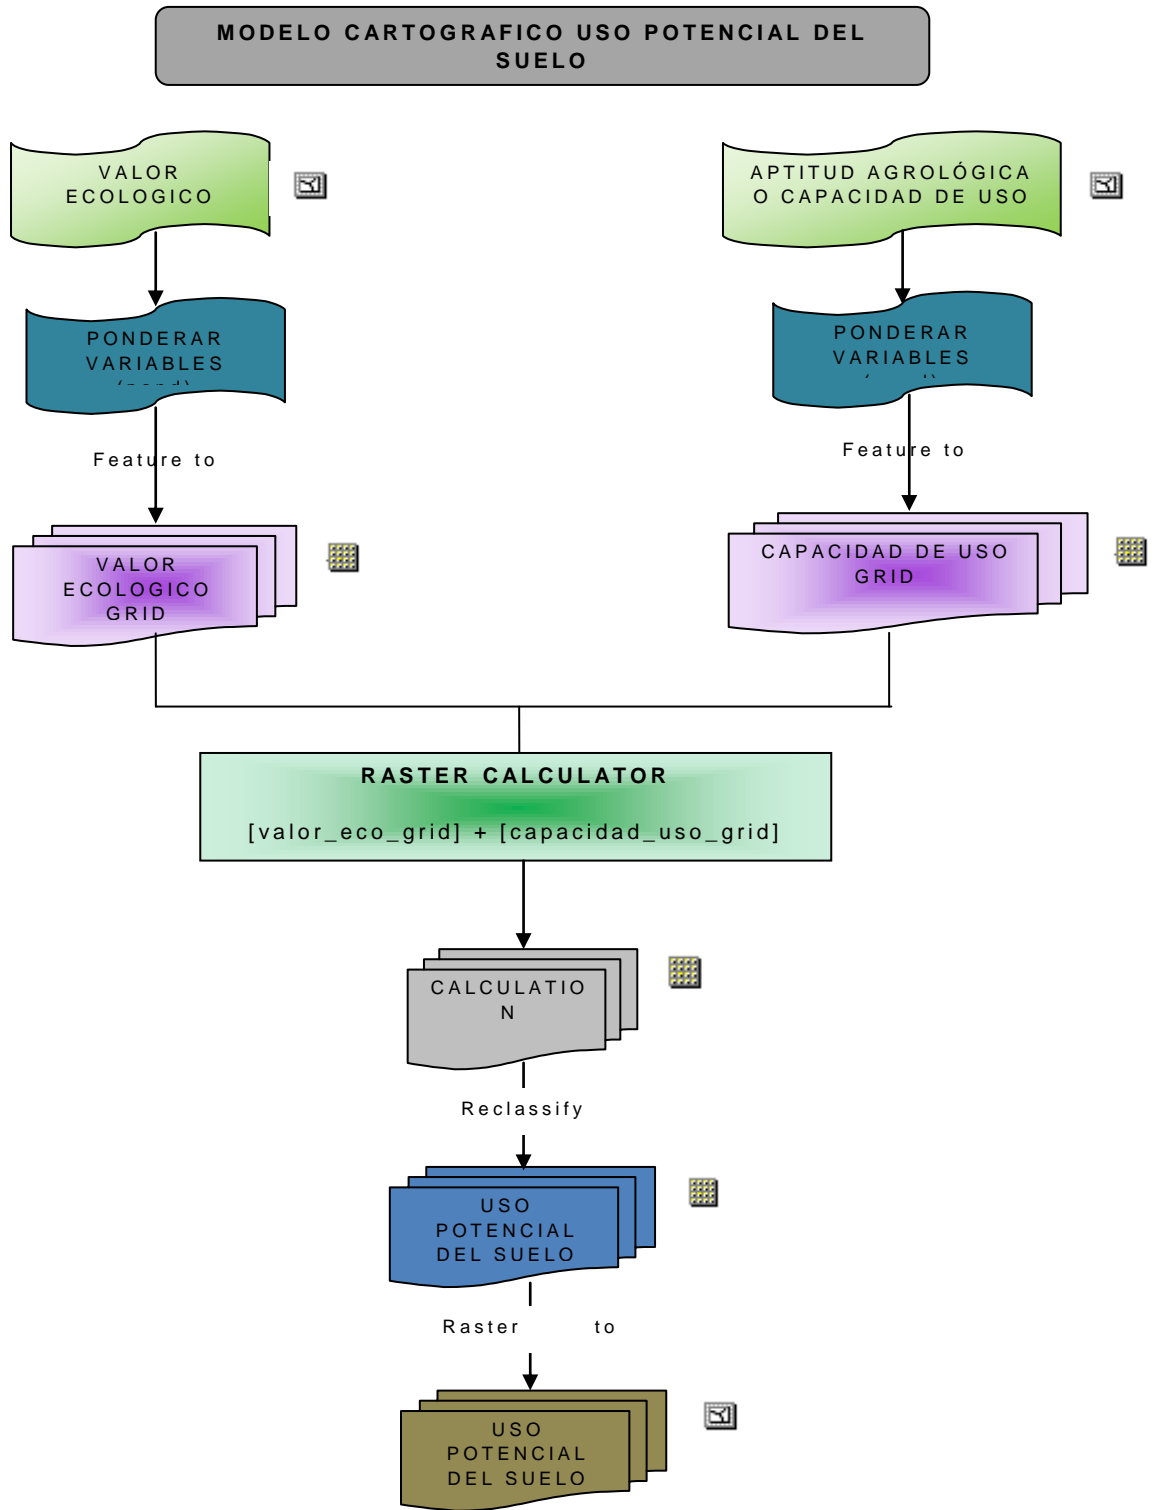 MODELO CARTOGRAFICO USO POTENCIAL DEL
SUELO
VALOR
ECOLOGICO
APTITUD AGROLÓGICA
O CAPACIDAD DE USO
PONDERAR
VARIABLES
PONDERAR
VARIABLES
Feature to
Feature to
VALOR
ECOLOGICO
GRID
CAPACIDAD DE USO
GRID
RASTER CALCULATOR
[valor_eco_grid] + [capacidad_uso_grid]
CALCULATIO
N
Reclassify
USO
POTENCIAL
DEL SUELO
Raster to
USO
POTENCIAL
DEL SUELO